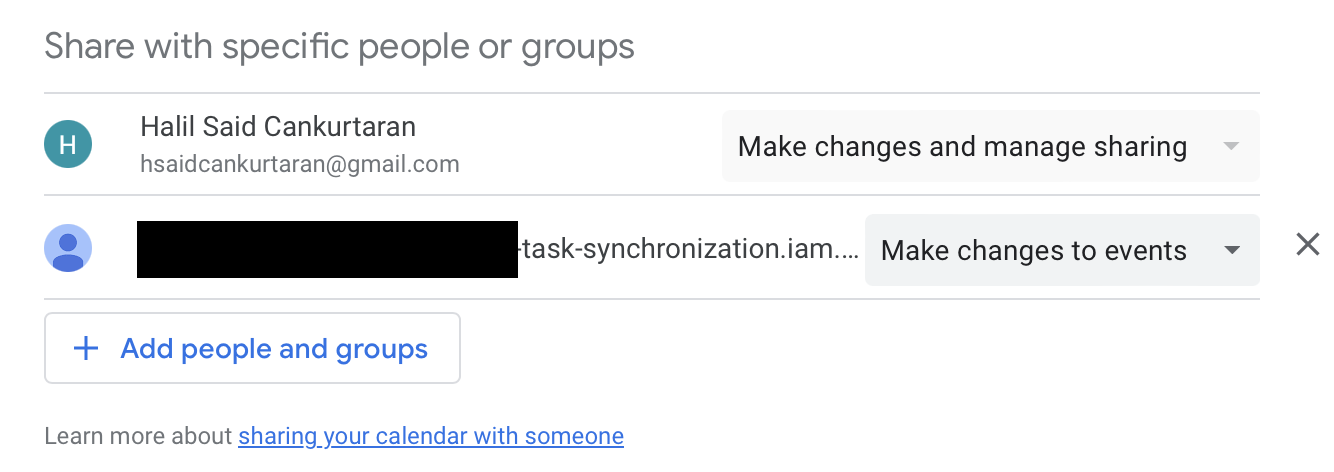 Share with specific people or groups
H
Halil Said Cankurtaran
hsaidcankurtaran@gmail.com
Make changes and manage sharing
-task-synchronization.iam....
Make changes to events
+ Add people and groups
Learn more about sharing your calendar with someone